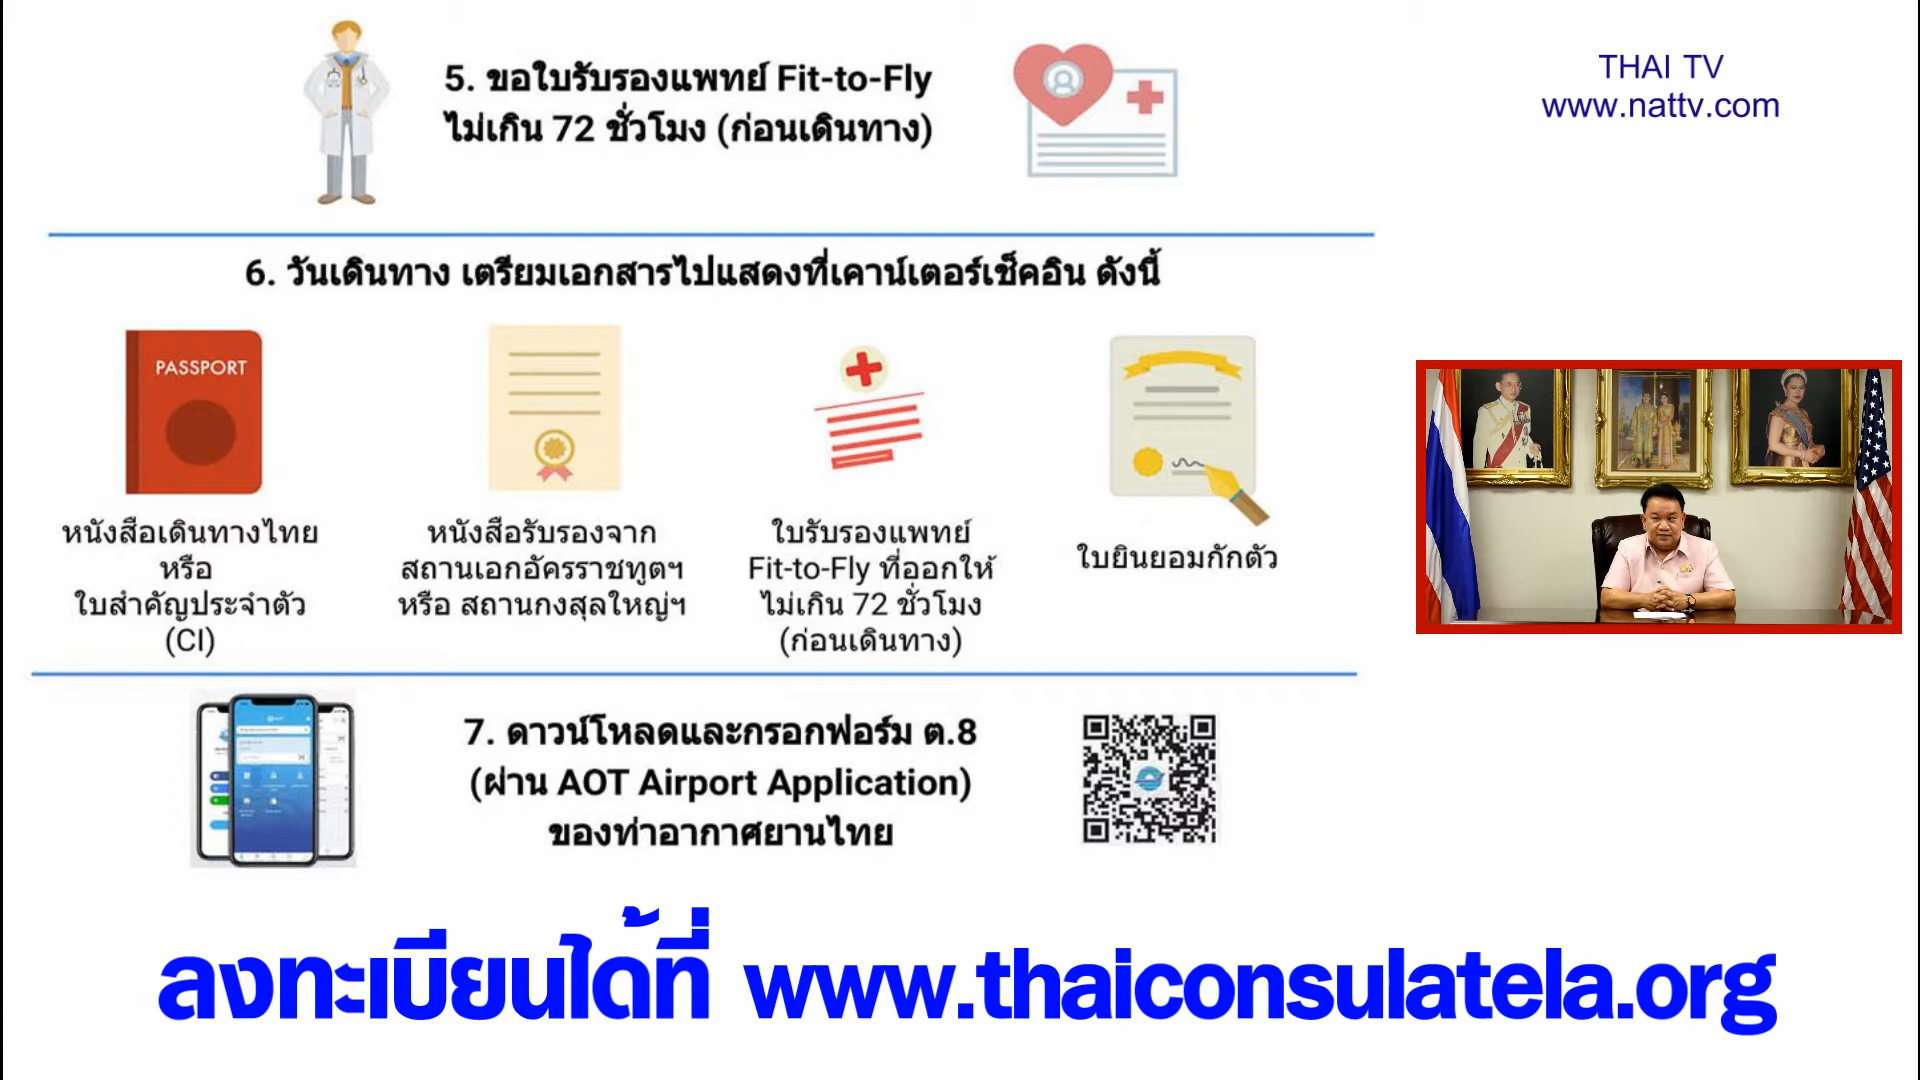 THAI TV
www.nattv.com
5. ขอใบรับรองแพทย์ Fit-to-Fly
ไม่เกิน 72 ชั่วโมง (ก่อนเดินทาง)
6. วันเดินทาง เตรียมเอกสารไปแสดงที่เคาน์เตอร์เช็คอิน ดังนี้
PASSPORT
หนังสือเดินทางไทย
หรือ
ใบสำคัญประจำตัว
(CI)
หนังสือรับรองจาก
สถานเอกอัครราชทูตฯ
หรือ สถานกงสุลใหญ่ฯ
ใบรับรองแพทย์
Fit-to-Fly ที่ออกให้
ไม่เกิน 72 ชั่วโมง
(ก่อนเดินทาง)
ใบยินยอมกักตัว
7. ดาวน์โหลดและกรอกฟอร์ม ต.8
(ผ่าน AOT Airport Application)
ของท่าอากาศยานไทย
ลงทะเบียนได้ที่ www.thaiconsulatela.org